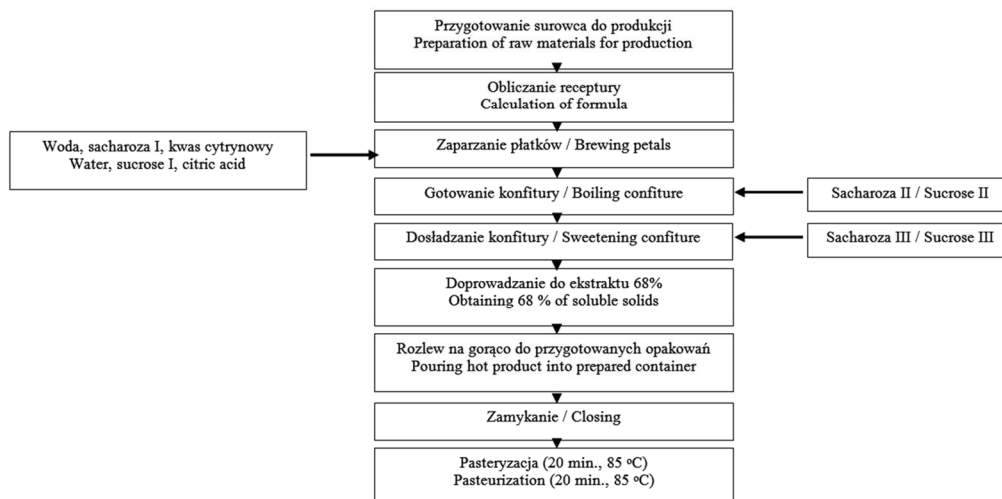 Przygotowanie surowca do produkcji
Preparation of raw materials for production
Obliczanie receptury
Calculation of formula
Woda, sacharoza I, kwas cytrynowy
Water, sucrose I, citric acid
Zaparzanie płatków / Brewing petals
Gotowanie konfitury / Boiling confiture
Sacharoza II / Sucrose II
Dosładzanie konfitury / Sweetening confiture
Sacharoza III / Sucrose III
Doprowadzanie do ekstraktu 68%
Obtaining 68 % of soluble solids
Rozlew na gorąco do przygotowanych opakowań
Pouring hot product into prepared container
Zamykanie / Closing
Pasteryzacja (20 min., 85 ºC)
Pasteurization (20 min., 85 ºC)